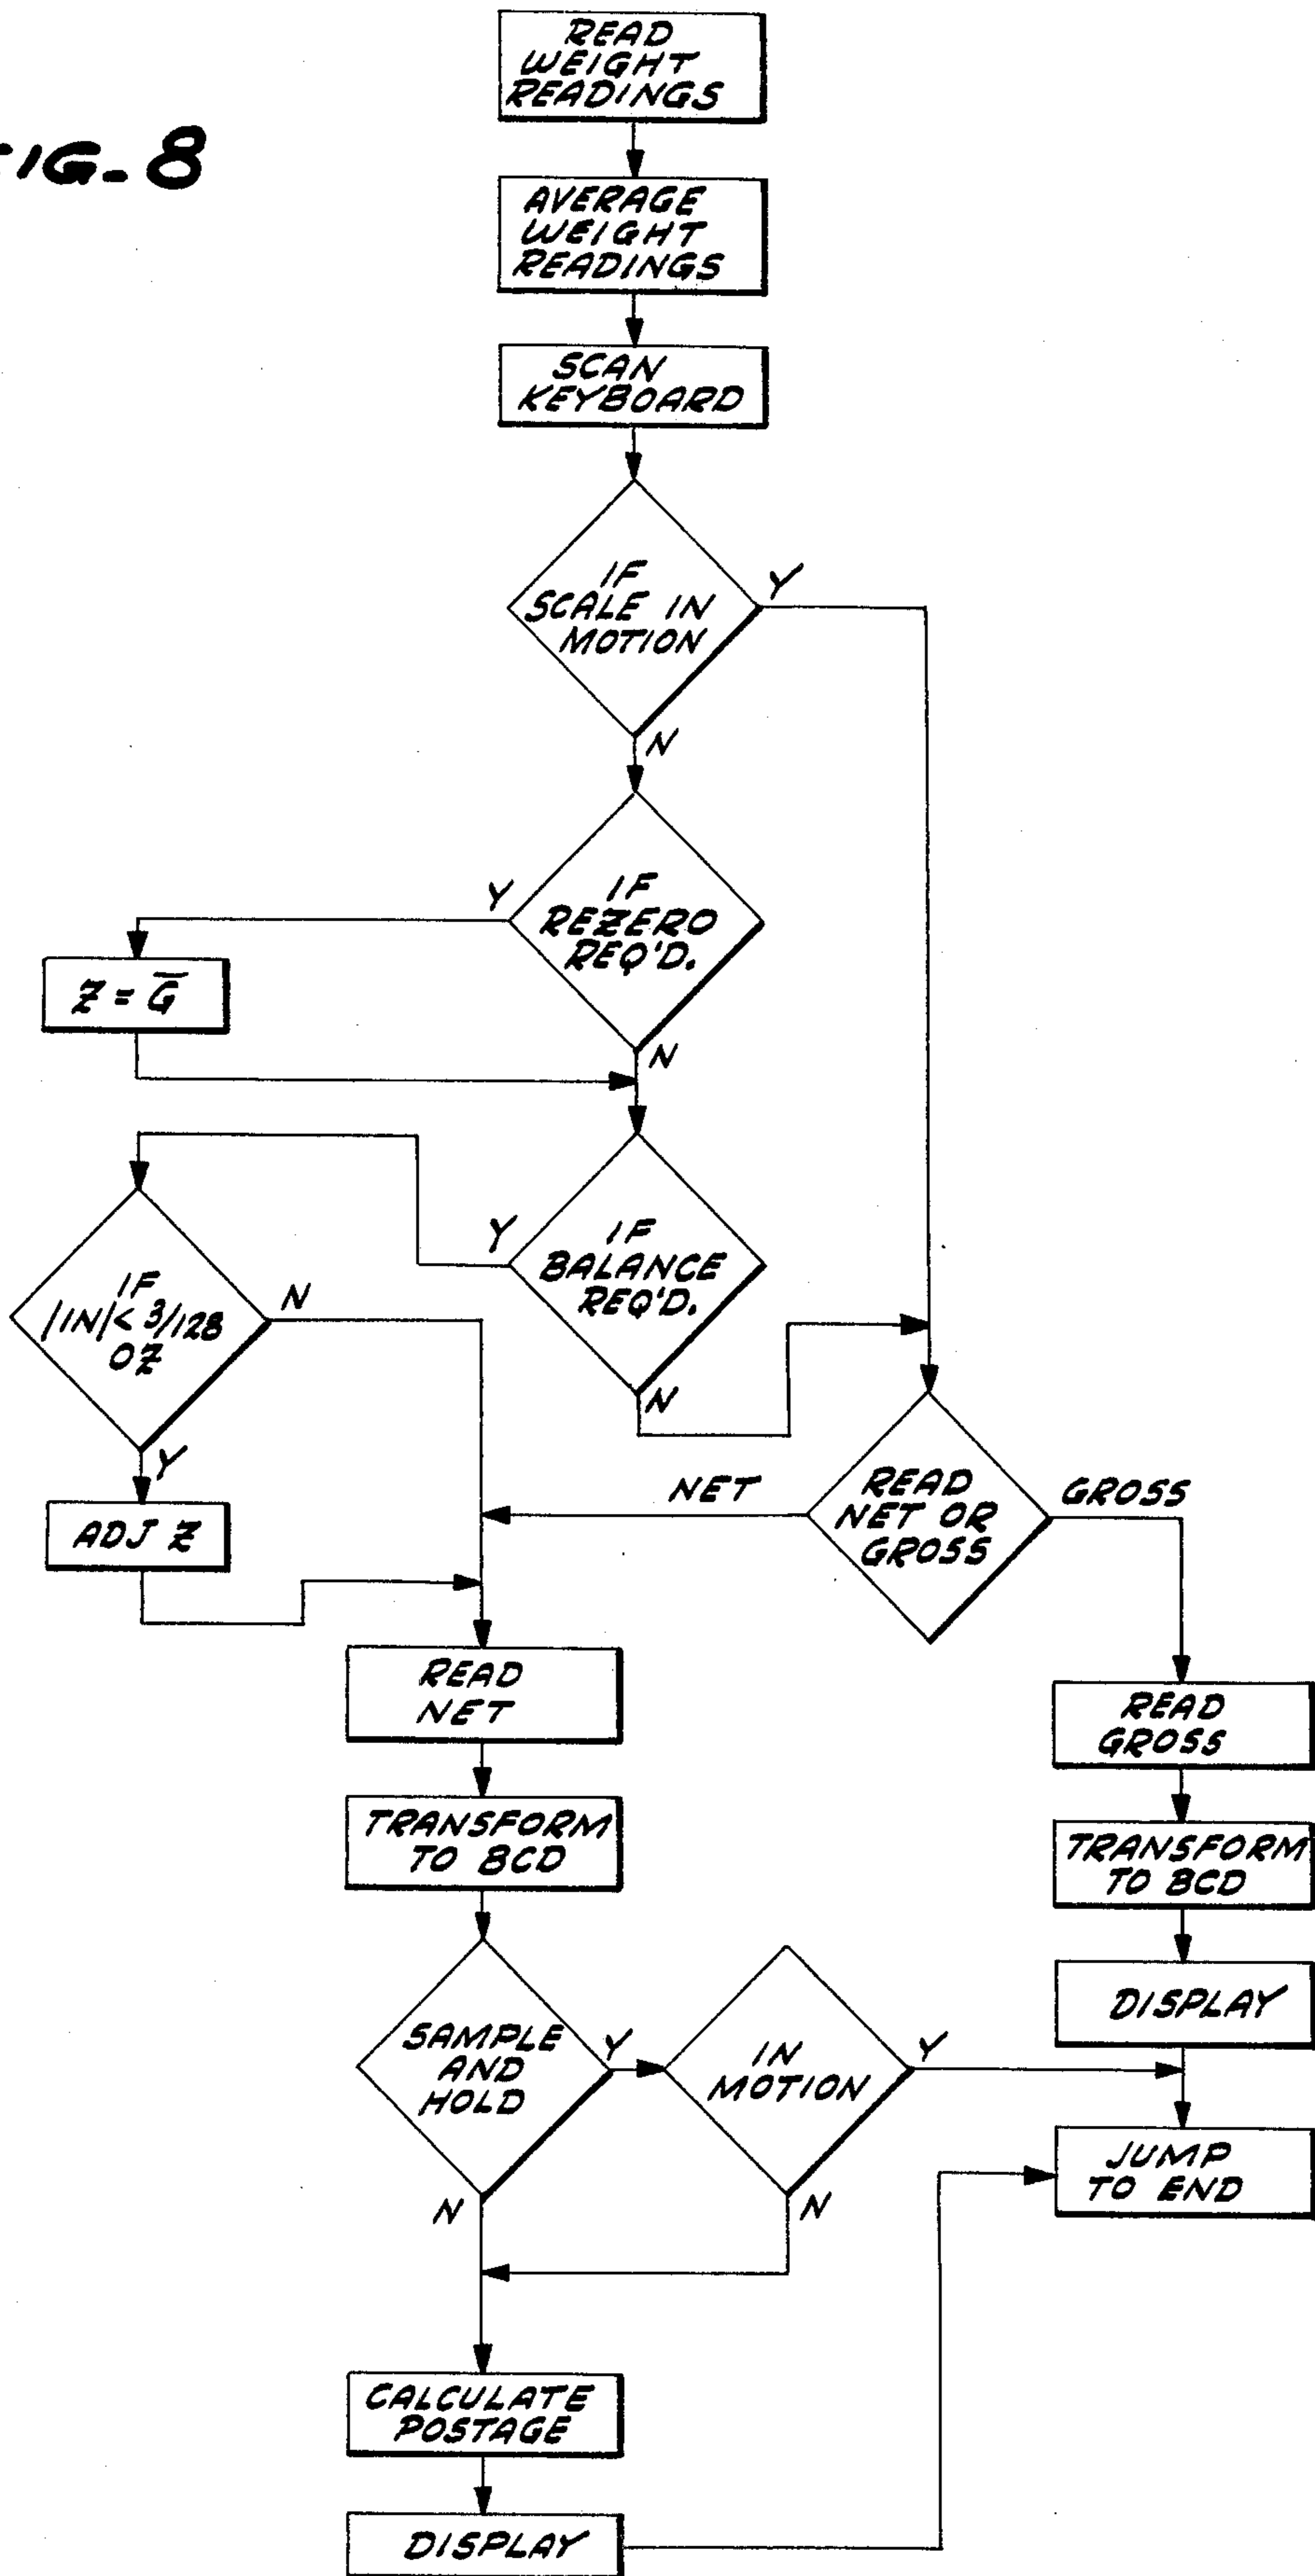 FIG-8
READ
WEIGHT
READINGS
AVERAGE
WEIGHT
READINGS
SCAN
KEYBOARD
IF
SCALE IN
MOTION
Y
N
IF
REZERO
REQ'D.
Y
N
Z = G̅
IF
BALANCE
REQ'D.
Y
N
IF
|IN|< 3/128
OZ
N
Y
ADJ Z
READ
NET OR
GROSS
NET
GROSS
READ
NET
TRANSFORM
TO BCD
READ
GROSS
TRANSFORM
TO BCD
DISPLAY
SAMPLE
AND
HOLD
Y
N
IN
MOTION
Y
N
JUMP
TO END
CALCULATE
POSTAGE
DISPLAY